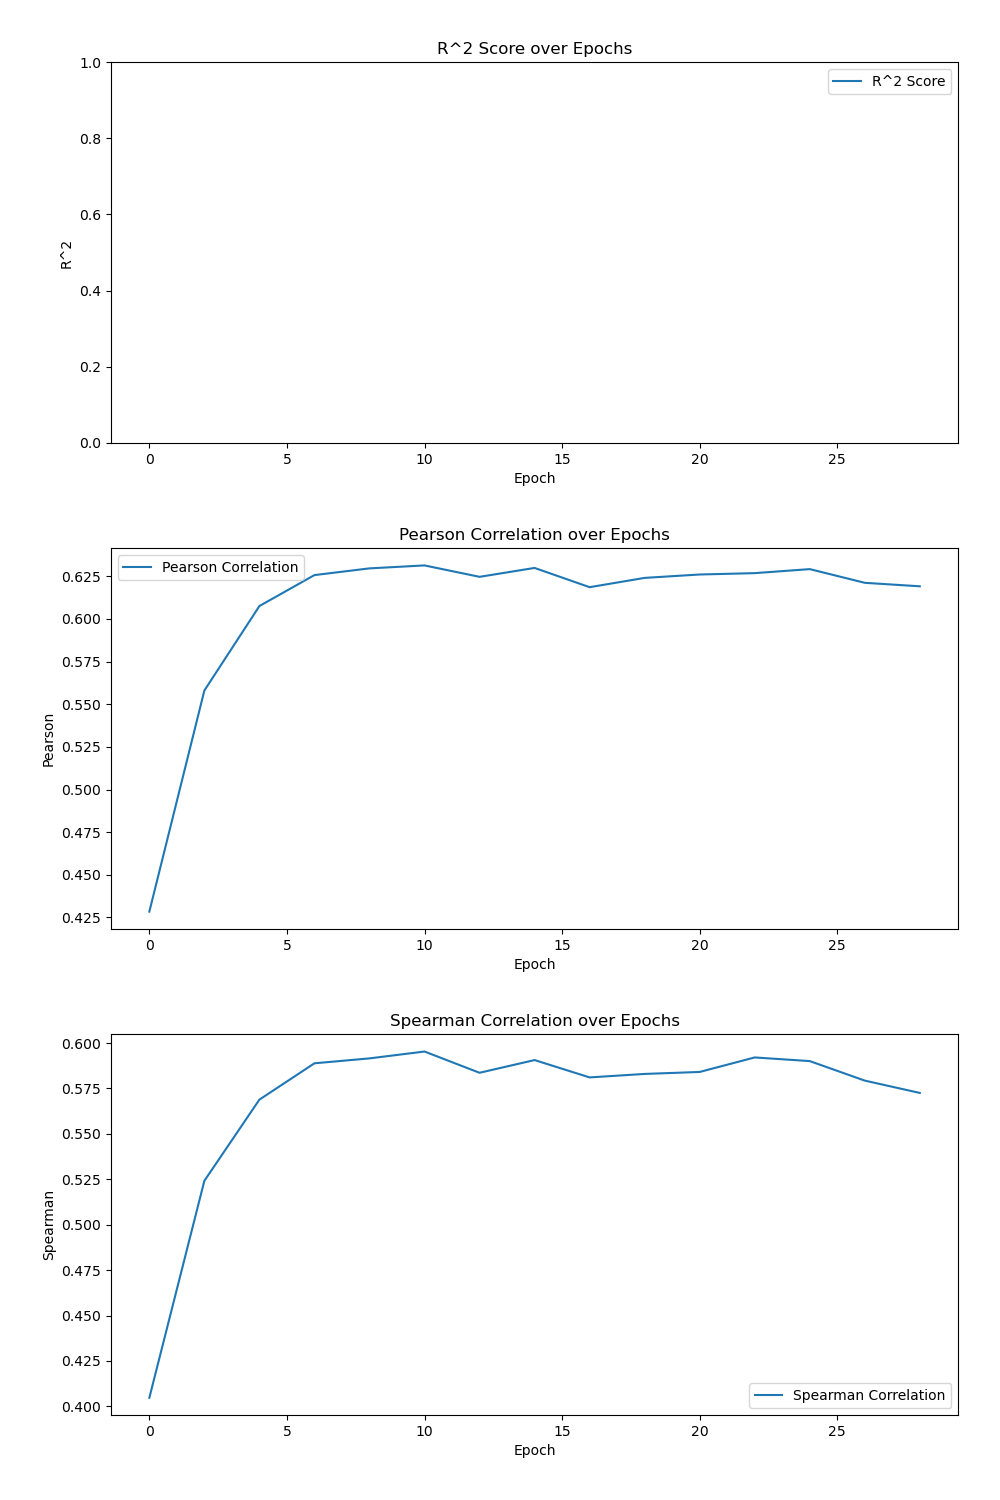 R^2 Score over Epochs
R^2 Score
1.0
0.8
0.6
0.4
0.2
0.0
R^2
0 5 10 15 20 25
Epoch
Pearson Correlation over Epochs
Pearson Correlation
0.625
0.600
0.575
0.550
0.525
0.500
0.475
0.450
0.425
Pearson
0 5 10 15 20 25
Epoch
Spearman Correlation over Epochs
0.600
0.575
0.550
0.525
0.500
0.475
0.450
0.425
0.400
Spearman
Spearman Correlation
0 5 10 15 20 25
Epoch